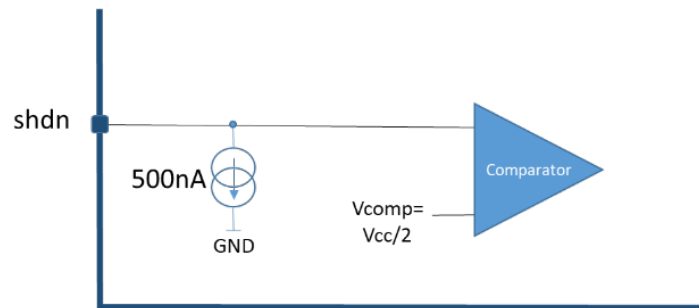 shdn
500nA
GND
Comparator
Vcomp=
Vcc/2